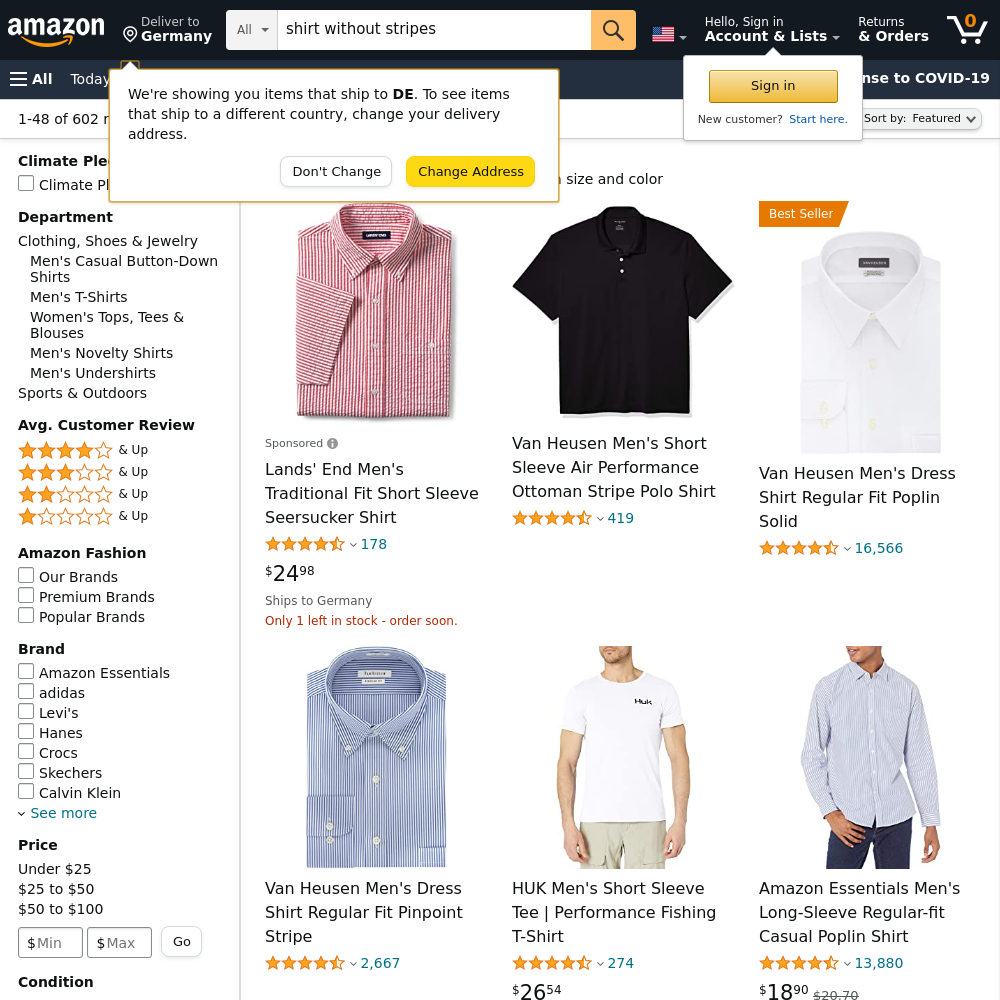 amazon
Deliver to
Germany
All
shirt without stripes
Hello, Sign in
Account & Lists
Returns
& Orders
0
All
Today
nse to COVID-19
We're showing you items that ship to DE. To see items
that ship to a different country, change your delivery
address.
Don't Change
Change Address
Sign in
New customer? Start here.
1-48 of 602 r
Sort by: Featured
size and color
Climate Ple
Climate Pl
Department
Clothing, Shoes & Jewelry
Men's Casual Button-Down
Shirts
Men's T-Shirts
Women's Tops, Tees &
Blouses
Men's Novelty Shirts
Men's Undershirts
Sports & Outdoors
Avg. Customer Review
& Up
& Up
& Up
& Up
Amazon Fashion
Our Brands
Premium Brands
Popular Brands
Brand
Amazon Essentials
adidas
Levi's
Hanes
Crocs
Skechers
Calvin Klein
See more
Price
Under $25
$25 to $50
$50 to $100
$ Min
$ Max
Go
Condition
LANDS' END
Sponsored
Lands' End Men's
Traditional Fit Short Sleeve
Seersucker Shirt
178
$24 98
Ships to Germany
Only 1 left in stock - order soon.
Van Heusen Men's Short
Sleeve Air Performance
Ottoman Stripe Polo Shirt
419
Best Seller
VAN HEUSEN
Van Heusen Men's Dress
Shirt Regular Fit Poplin
Solid
16,566
Van Heusen Men's Dress
Shirt Regular Fit Pinpoint
Stripe
2,667
Huk
HUK Men's Short Sleeve
Tee | Performance Fishing
T-Shirt
274
$26 54
Amazon Essentials Men's
Long-Sleeve Regular-fit
Casual Poplin Shirt
13,880
$18 90 $20.70